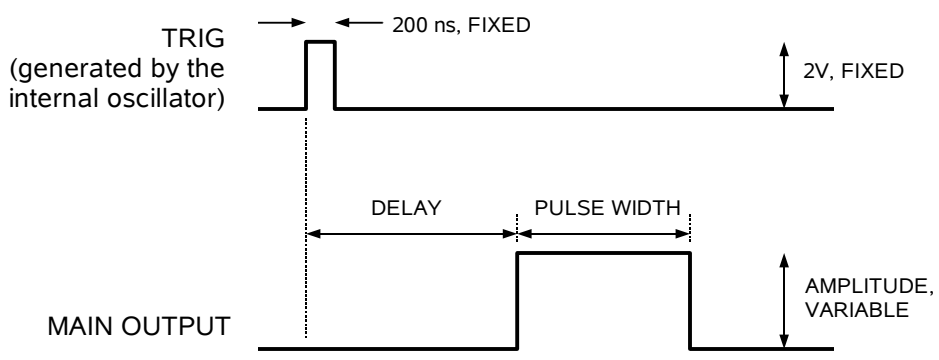 200 ns, FIXED
TRIG
(generated by the
internal oscillator)
2V, FIXED
DELAY
PULSE WIDTH
AMPLITUDE,
VARIABLE
MAIN OUTPUT